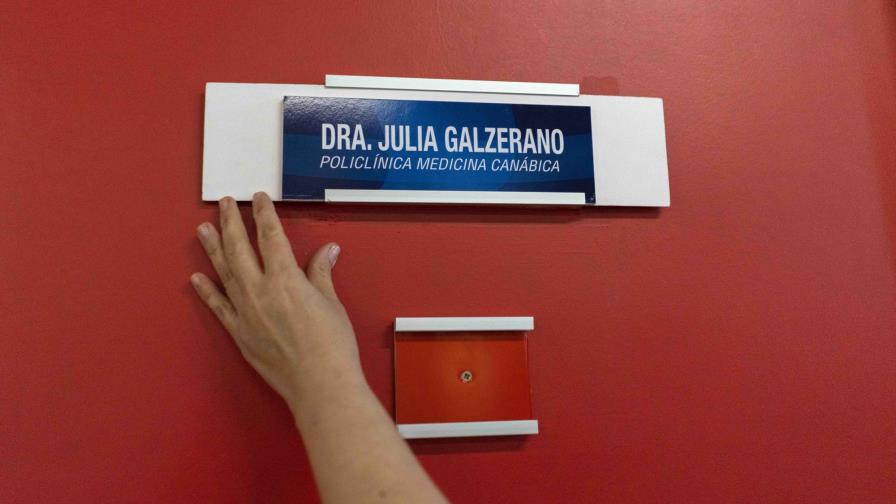 DRA. JULIA GALZERANO
POLICLÍNICA MEDICINA CANÁBICA